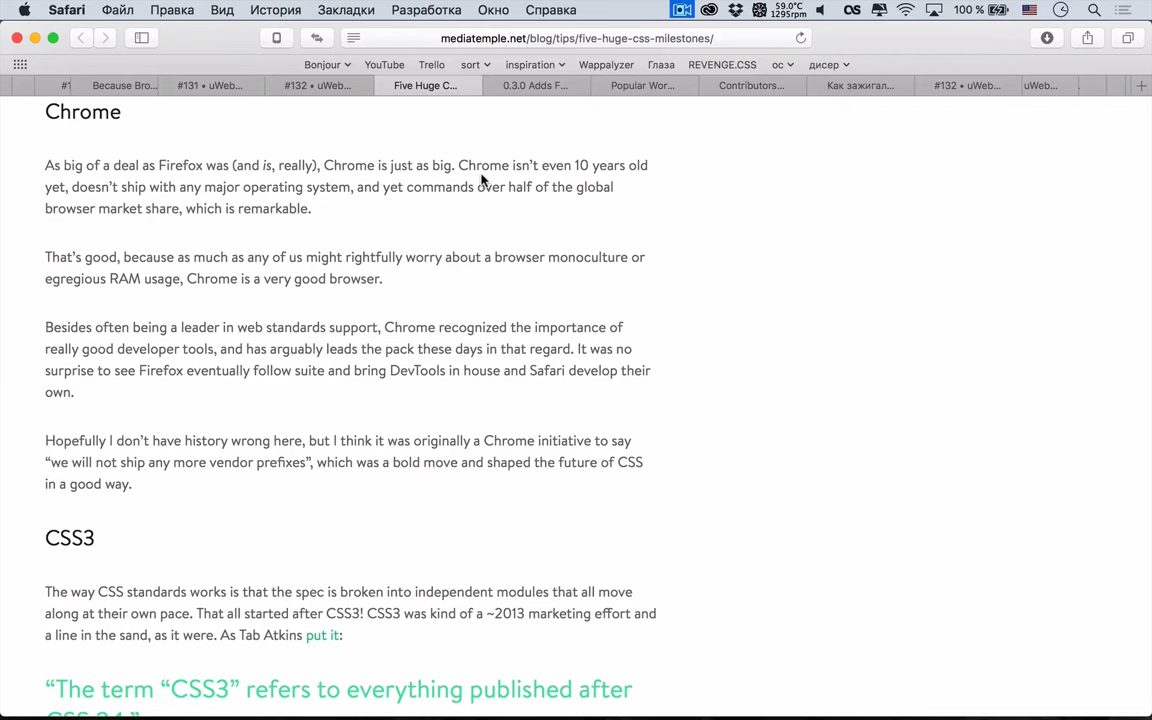 Safari Файл Правка Вид История Закладки Разработка Окно Справка 59.0°C 1295rpm 100 %
mediatemple.net/blog/tips/five-huge-css-milestones/
Bonjour YouTube Trello sort inspiration Wappalyzer Глаза REVENGE.CSS ос дисер
#1 Because Bro... #131 • uWeb... #132 • uWeb... Five Huge C... 0.3.0 Adds F... Popular Wor... Contributors... Как зажигал... #132 • uWeb... uWeb...
Chrome
As big of a deal as Firefox was (and is, really), Chrome is just as big. Chrome isn’t even 10 years old
yet, doesn’t ship with any major operating system, and yet commands over half of the global
browser market share, which is remarkable.
That’s good, because as much as any of us might rightfully worry about a browser monoculture or
egregious RAM usage, Chrome is a very good browser.
Besides often being a leader in web standards support, Chrome recognized the importance of
really good developer tools, and has arguably leads the pack these days in that regard. It was no
surprise to see Firefox eventually follow suite and bring DevTools in house and Safari develop their
own.
Hopefully I don’t have history wrong here, but I think it was originally a Chrome initiative to say
“we will not ship any more vendor prefixes”, which was a bold move and shaped the future of CSS
in a good way.
CSS3
The way CSS standards works is that the spec is broken into independent modules that all move
along at their own pace. That all started after CSS3! CSS3 was kind of a ~2013 marketing effort and
a line in the sand, as it were. As Tab Atkins put it:
“The term “CSS3” refers to everything published after